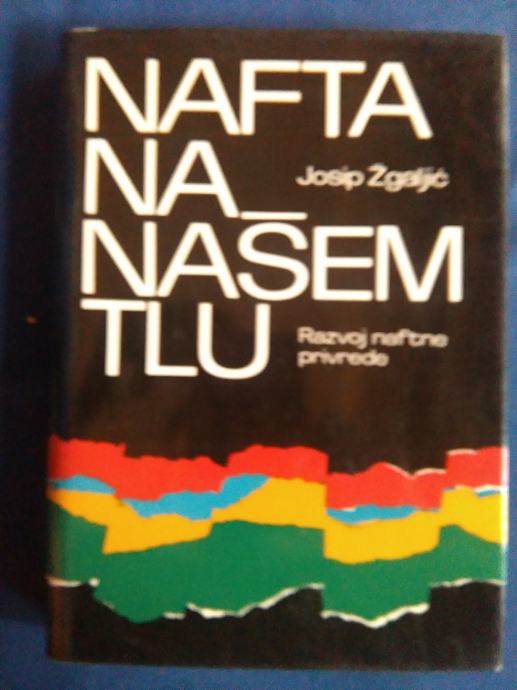 NAFTA
NA
Josip Žgaljić
NAŠEM
TLU
Razvoj naftne
privrede